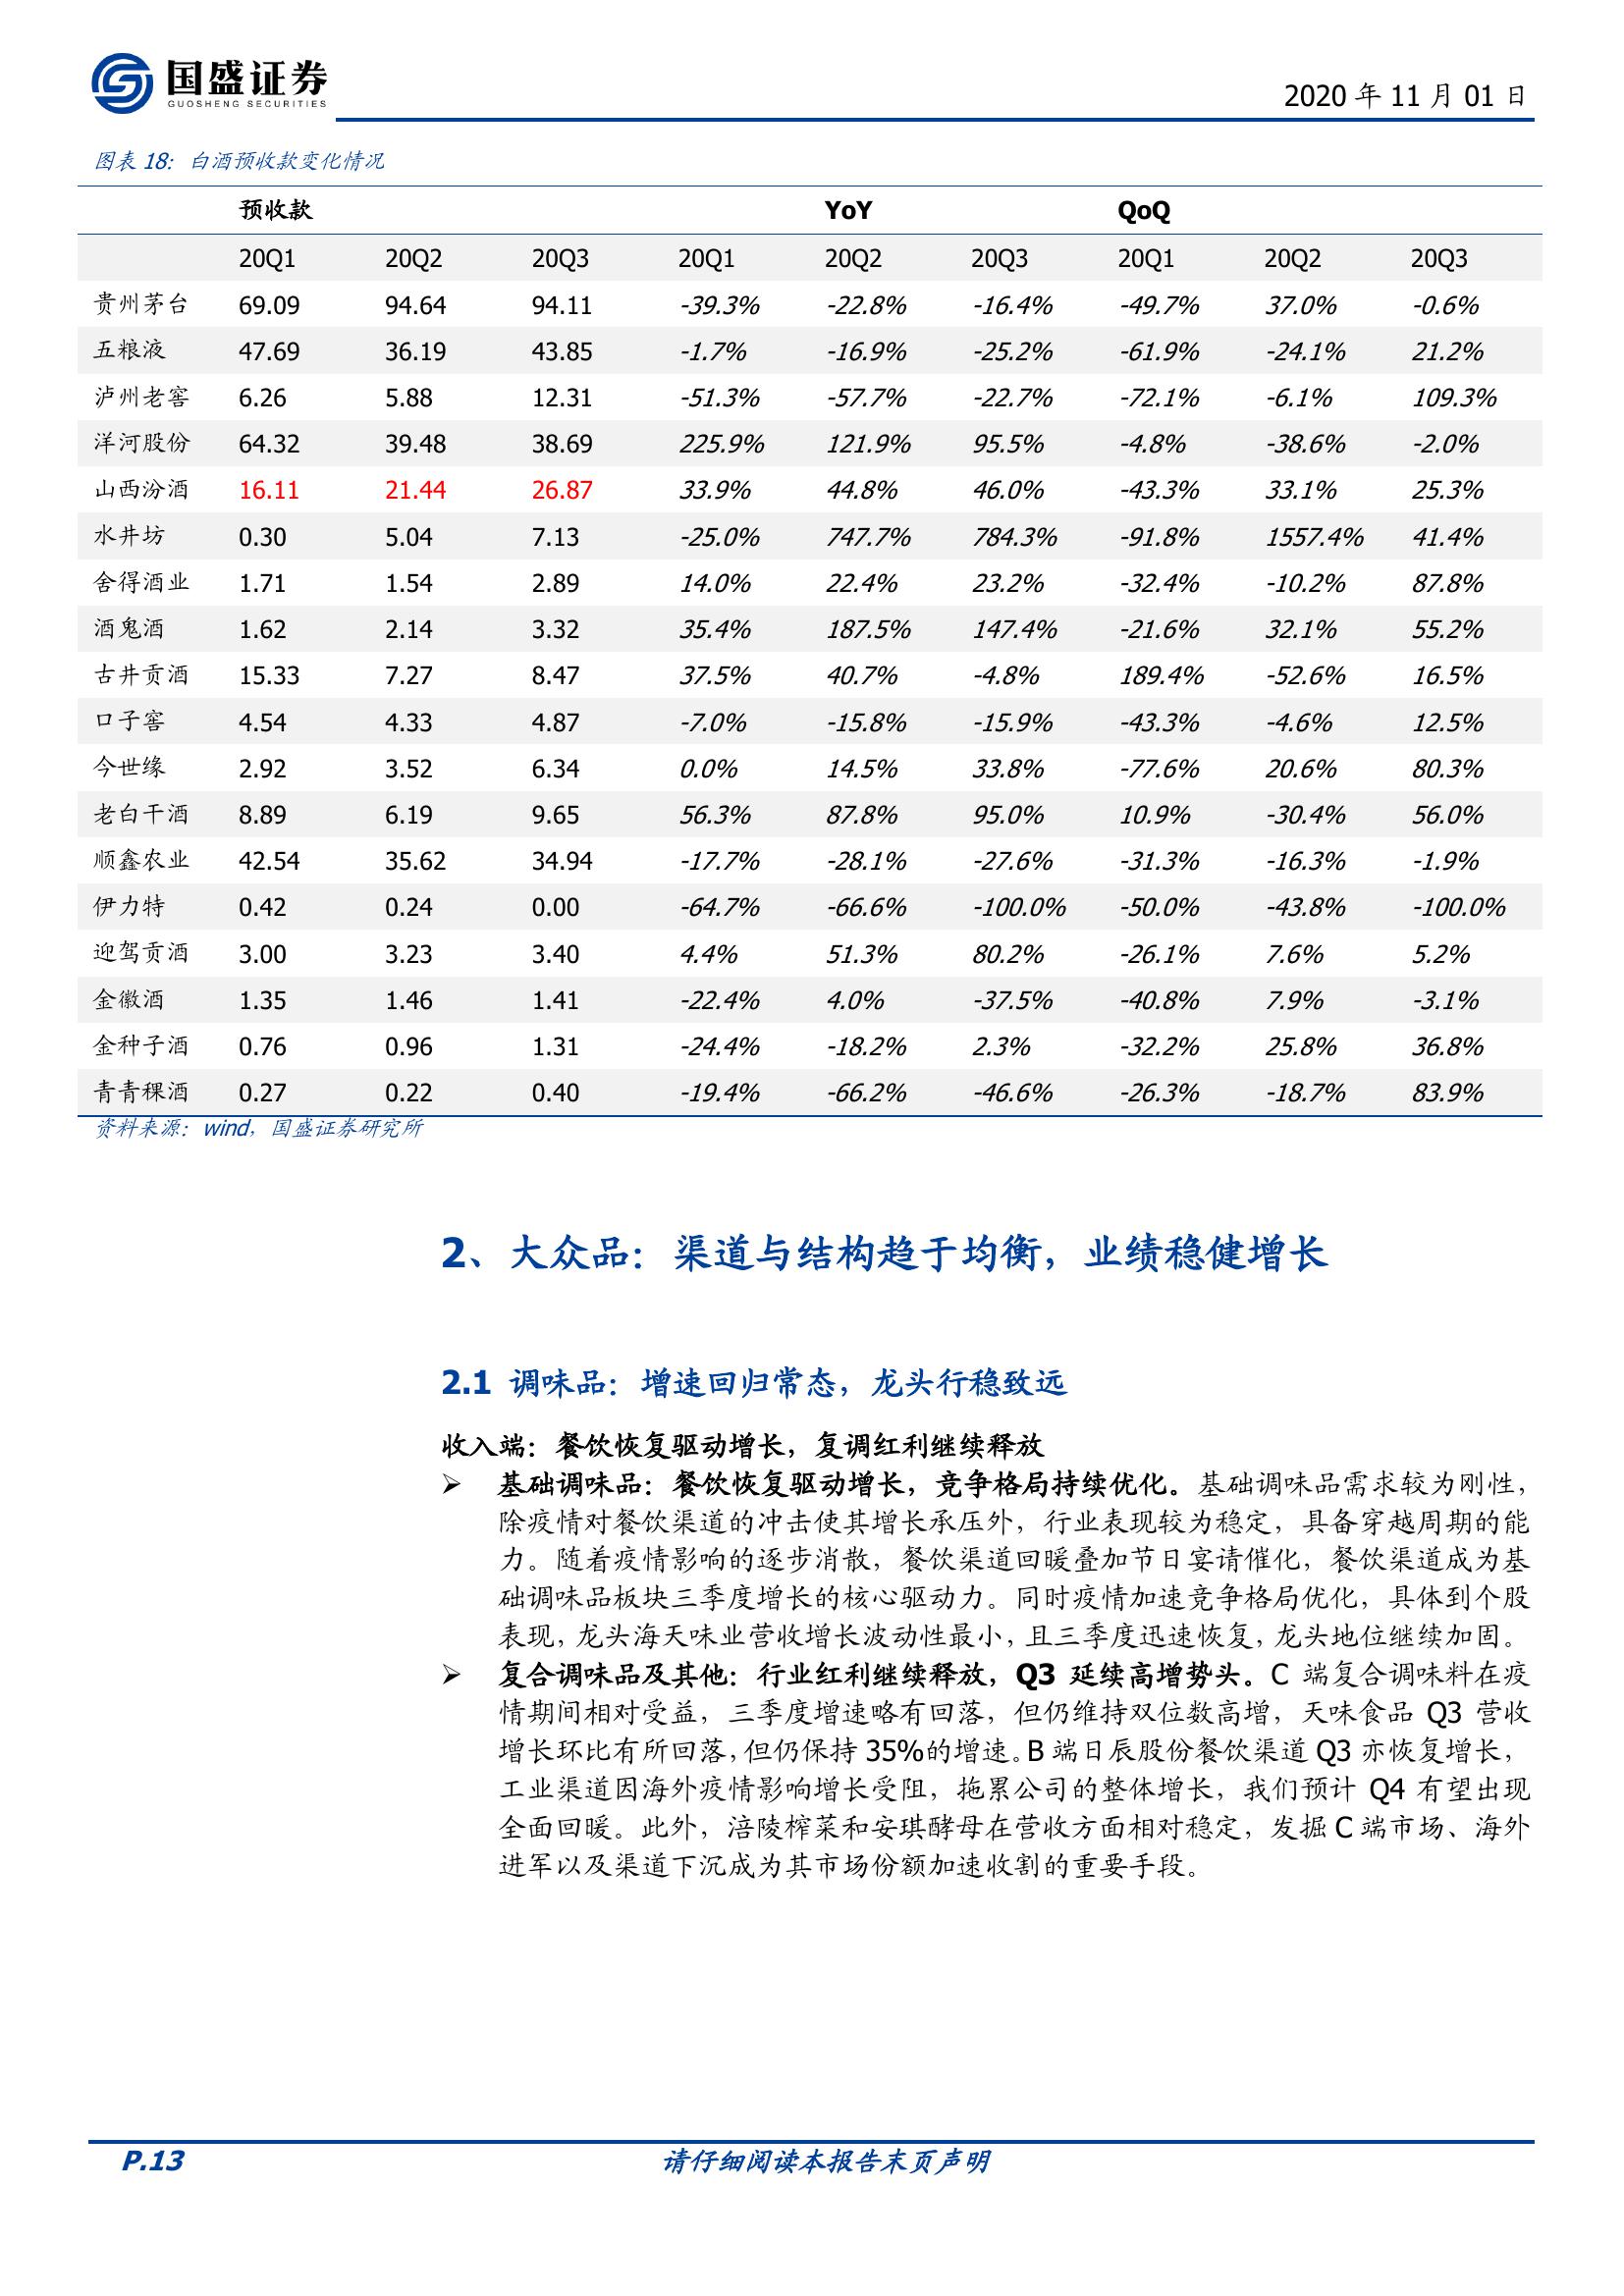 国盛证券
GUOSHENG SECURITIES
2020 年 11 月 01 日
图表 18：白酒预收款变化情况
预收款 YoY QoQ
20Q1 20Q2 20Q3 20Q1 20Q2 20Q3 20Q1 20Q2 20Q3
贵州茅台 69.09 94.64 94.11 -39.3% -22.8% -16.4% -49.7% 37.0% -0.6%
五粮液 47.69 36.19 43.85 -1.7% -16.9% -25.2% -61.9% -24.1% 21.2%
泸州老窖 6.26 5.88 12.31 -51.3% -57.7% -22.7% -72.1% -6.1% 109.3%
洋河股份 64.32 39.48 38.69 225.9% 121.9% 95.5% -4.8% -38.6% -2.0%
山西汾酒 16.11 21.44 26.87 33.9% 44.8% 46.0% -43.3% 33.1% 25.3%
水井坊 0.30 5.04 7.13 -25.0% 747.7% 784.3% -91.8% 1557.4% 41.4%
舍得酒业 1.71 1.54 2.89 14.0% 22.4% 23.2% -32.4% -10.2% 87.8%
酒鬼酒 1.62 2.14 3.32 35.4% 187.5% 147.4% -21.6% 32.1% 55.2%
古井贡酒 15.33 7.27 8.47 37.5% 40.7% -4.8% 189.4% -52.6% 16.5%
口子窖 4.54 4.33 4.87 -7.0% -15.8% -15.9% -43.3% -4.6% 12.5%
今世缘 2.92 3.52 6.34 0.0% 14.5% 33.8% -77.6% 20.6% 80.3%
老白干酒 8.89 6.19 9.65 56.3% 87.8% 95.0% 10.9% -30.4% 56.0%
顺鑫农业 42.54 35.62 34.94 -17.7% -28.1% -27.6% -31.3% -16.3% -1.9%
伊力特 0.42 0.24 0.00 -64.7% -66.6% -100.0% -50.0% -43.8% -100.0%
迎驾贡酒 3.00 3.23 3.40 4.4% 51.3% 80.2% -26.1% 7.6% 5.2%
金徽酒 1.35 1.46 1.41 -22.4% 4.0% -37.5% -40.8% 7.9% -3.1%
金种子酒 0.76 0.96 1.31 -24.4% -18.2% 2.3% -32.2% 25.8% 36.8%
青青稞酒 0.27 0.22 0.40 -19.4% -66.2% -46.6% -26.3% -18.7% 83.9%
资料来源：wind，国盛证券研究所
2、大众品：渠道与结构趋于均衡，业绩稳健增长
2.1 调味品：增速回归常态，龙头行稳致远
收入端：餐饮恢复驱动增长，复调红利继续释放
➢ 基础调味品：餐饮恢复驱动增长，竞争格局持续优化。基础调味品需求较为刚性，
除疫情对餐饮渠道的冲击使其增长承压外，行业表现较为稳定，具备穿越周期的能
力。随着疫情影响的逐步消散，餐饮渠道回暖叠加节日宴请催化，餐饮渠道成为基
础调味品板块三季度增长的核心驱动力。同时疫情加速竞争格局优化，具体到个股
表现，龙头海天味业营收增长波动性最小，且三季度迅速恢复，龙头地位继续加固。
➢ 复合调味品及其他：行业红利继续释放，Q3 延续高增势头。C 端复合调味料在疫
情期间相对受益，三季度增速略有回落，但仍维持双位数高增，天味食品 Q3 营收
增长环比有所回落，但仍保持 35%的增速。B 端日辰股份餐饮渠道 Q3 亦恢复增长，
工业渠道因海外疫情影响增长受阻，拖累公司的整体增长，我们预计 Q4 有望出现
全面回暖。此外，涪陵榨菜和安琪酵母在营收方面相对稳定，发掘 C 端市场、海外
进军以及渠道下沉成为其市场份额加速收割的重要手段。
P.13 请仔细阅读本报告末页声明